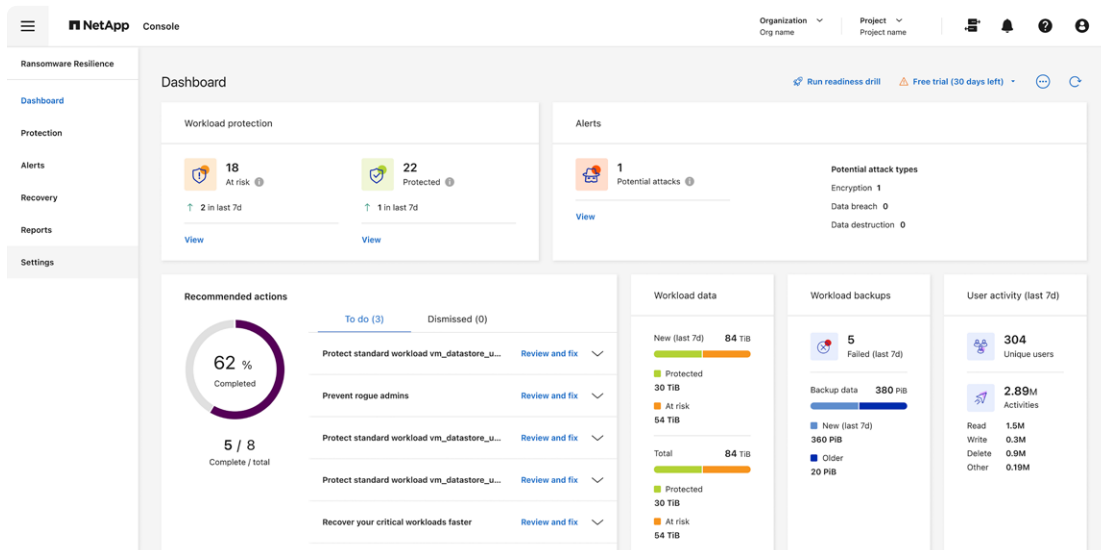 NetApp Console
Organization
Org name
Project
Project name
Ransomware Resilience
Dashboard
Protection
Alerts
Recovery
Reports
Settings
Dashboard
Run readiness drill
Free trial (30 days left)
Workload protection
18
At risk
2 in last 7d
View
22
Protected
1 in last 7d
View
Alerts
1
Potential attacks
View
Potential attack types
Encryption 1
Data breach 0
Data destruction 0
Recommended actions
62 %
Completed
5 / 8
Complete / total
To do (3) Dismissed (0)
Protect standard workload vm_datastore_u... Review and fix
Prevent rogue admins Review and fix
Protect standard workload vm_datastore_u... Review and fix
Protect standard workload vm_datastore_u... Review and fix
Recover your critical workloads faster Review and fix
Workload data
New (last 7d) 84 TiB
Protected
30 TiB
At risk
54 TiB
Total 84 TiB
Protected
30 TiB
At risk
54 TiB
Workload backups
5
Failed (last 7d)
Backup data 380 PiB
New (last 7d)
360 PiB
Older
20 PiB
User activity (last 7d)
304
Unique users
2.89M
Activities
Read 1.5M
Write 0.3M
Delete 0.9M
Other 0.19M